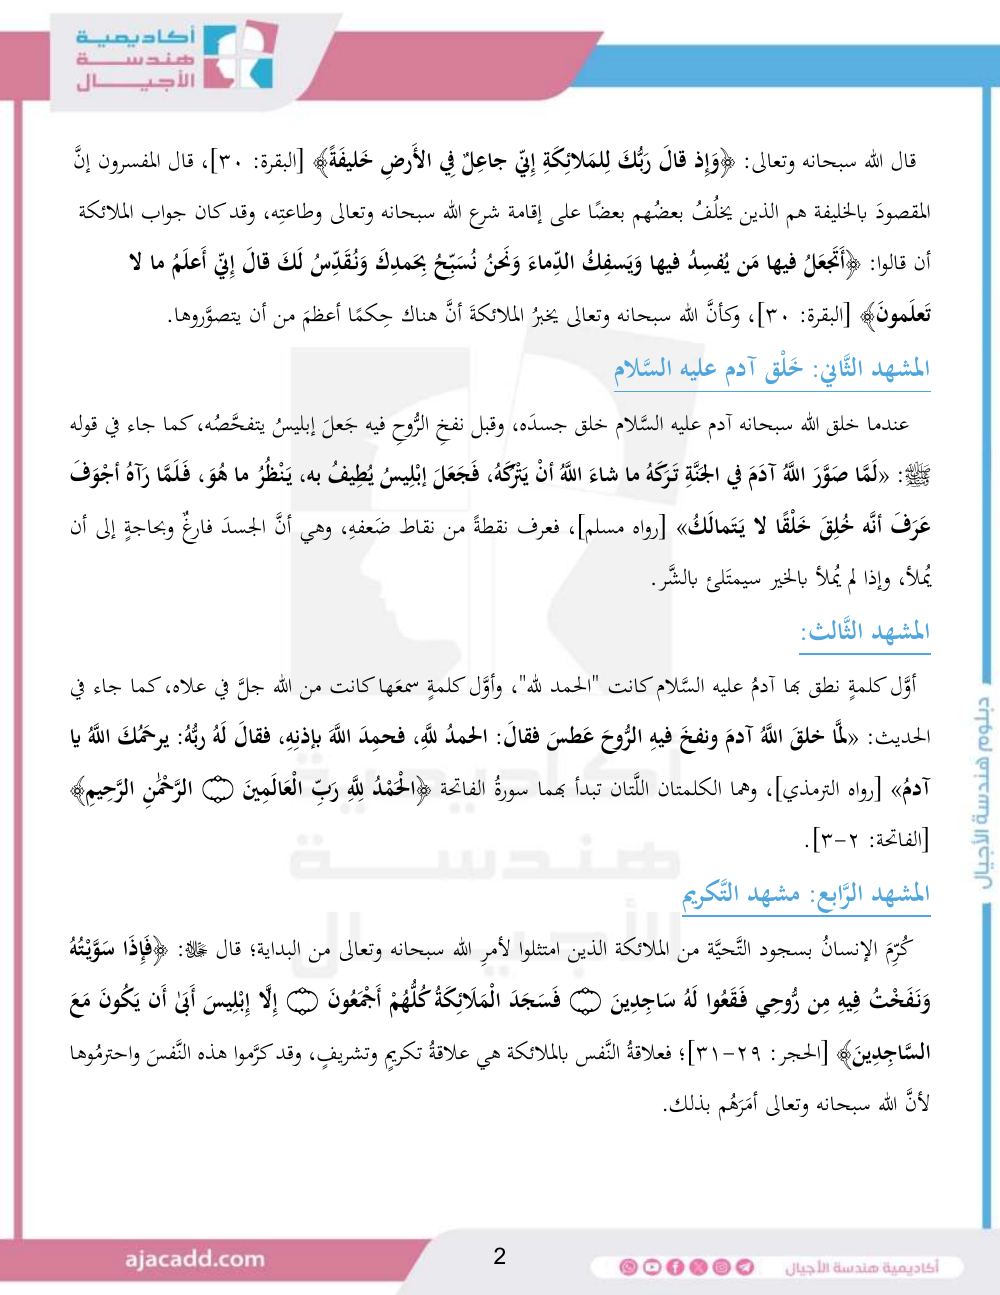 أكاديمية
هندسة
الأجيال
قال الله سبحانه وتعالى: ﴿وَإِذ قالَ رَبُّكَ لِلمَلائِكَةِ إِنّي جاعِلٌ فِي الأَرضِ خَليفَةً﴾ [البقرة: ٣٠]، قال المفسرون إنَّ
المقصودَ بالخليفة هم الذين يخلُفُ بعضُهم بعضًا على إقامة شرع الله سبحانه وتعالى وطاعتِه، وقد كان جواب الملائكة
أن قالوا: ﴿أَتَجعَلُ فيها مَن يُفسِدُ فيها وَيَسفِكُ الدِّماءَ وَنَحنُ نُسَبِّحُ بِحَمدِكَ وَنُقَدِّسُ لَكَ قالَ إِنّي أَعلَمُ ما لا
تَعلَمونَ﴾ [البقرة: ٣٠]، وكأنَّ الله سبحانه وتعالى يخبرُ الملائكةَ أنَّ هناك حِكمًا أعظمَ من أن يتصوَّروها.
المشهد الثَّاني: خَلْق آدم عليه السَّلام
عندما خلق الله سبحانه آدم عليه السَّلام خلق جسدَه، وقبل نفخِ الرُّوحِ فيه جَعلَ إبليسُ يتفحَّصُه، كما جاء في قوله
ﷺ: «لَمَّا صَوَّرَ اللَّهُ آدَمَ في الجَنَّةِ تَرَكَهُ ما شاءَ اللَّهُ أنْ يَتْرُكَهُ، فَجَعَلَ إبْلِيسُ يُطِيفُ به، يَنْظُرُ ما هُوَ، فَلَمَّا رَآهُ أجْوَفَ
عَرَفَ أنَّه خُلِقَ خَلْقًا لا يَتَمالَكُ» [رواه مسلم]، فعرف نقطةً من نقاط ضَعفهِ، وهي أنَّ الجسدَ فارغٌ وبحاجةٍ إلى أن
يُملأ، وإذا لم يُملأ بالخير سيمتَلئ بالشَّر.
المشهد الثَّالث:
أوَّل كلمةٍ نطق بها آدمُ عليه السَّلام كانت "الحمد لله"، وأوَّل كلمةٍ سمعَها كانت من الله جلَّ في علاه، كما جاء في
الحديث: «لمَّا خلقَ اللَّهُ آدمَ ونفخَ فيهِ الرُّوحَ عَطسَ فقالَ: الحمدُ للَّهِ، فحمِدَ اللَّهَ بإذنِهِ، فقالَ لَهُ ربُّهُ: يرحَمُكَ اللَّهُ يا
آدمُ» [رواه الترمذي]، وهما الكلمتان اللَّتان تبدأ بهما سورةُ الفاتحة ﴿الْحَمْدُ لِلَّهِ رَبِّ الْعَالَمِينَ ۝ الرَّحْمَٰنِ الرَّحِيمِ﴾
[الفاتحة: ٢-٣].
المشهد الرَّابع: مشهد التَّكريم
كُرِّمَ الإنسانُ بسجود التَّحيَّة من الملائكة الذين امتثلوا لأمرِ الله سبحانه وتعالى من البداية؛ قال ﷻ: ﴿فَإِذَا سَوَّيْتُهُ
وَنَفَخْتُ فِيهِ مِن رُّوحِي فَقَعُوا لَهُ سَاجِدِينَ ۝ فَسَجَدَ الْمَلَائِكَةُ كُلُّهُمْ أَجْمَعُونَ ۝ إِلَّا إِبْلِيسَ أَبَىٰ أَن يَكُونَ مَعَ
السَّاجِدِينَ﴾ [الحجر: ٢٩-٣١]؛ فعلاقةُ النَّفس بالملائكة هي علاقةُ تكريمٍ وتشريفٍ، وقد كرَّموا هذه النَّفسَ واحترمُوها
لأنَّ الله سبحانه وتعالى أمَرَهُم بذلك.
دبلوم هندسة الأجيال
أكاديمية
هندسة
الأجيال
أكاديمية هندسة الأجيال
2
ajacadd.com